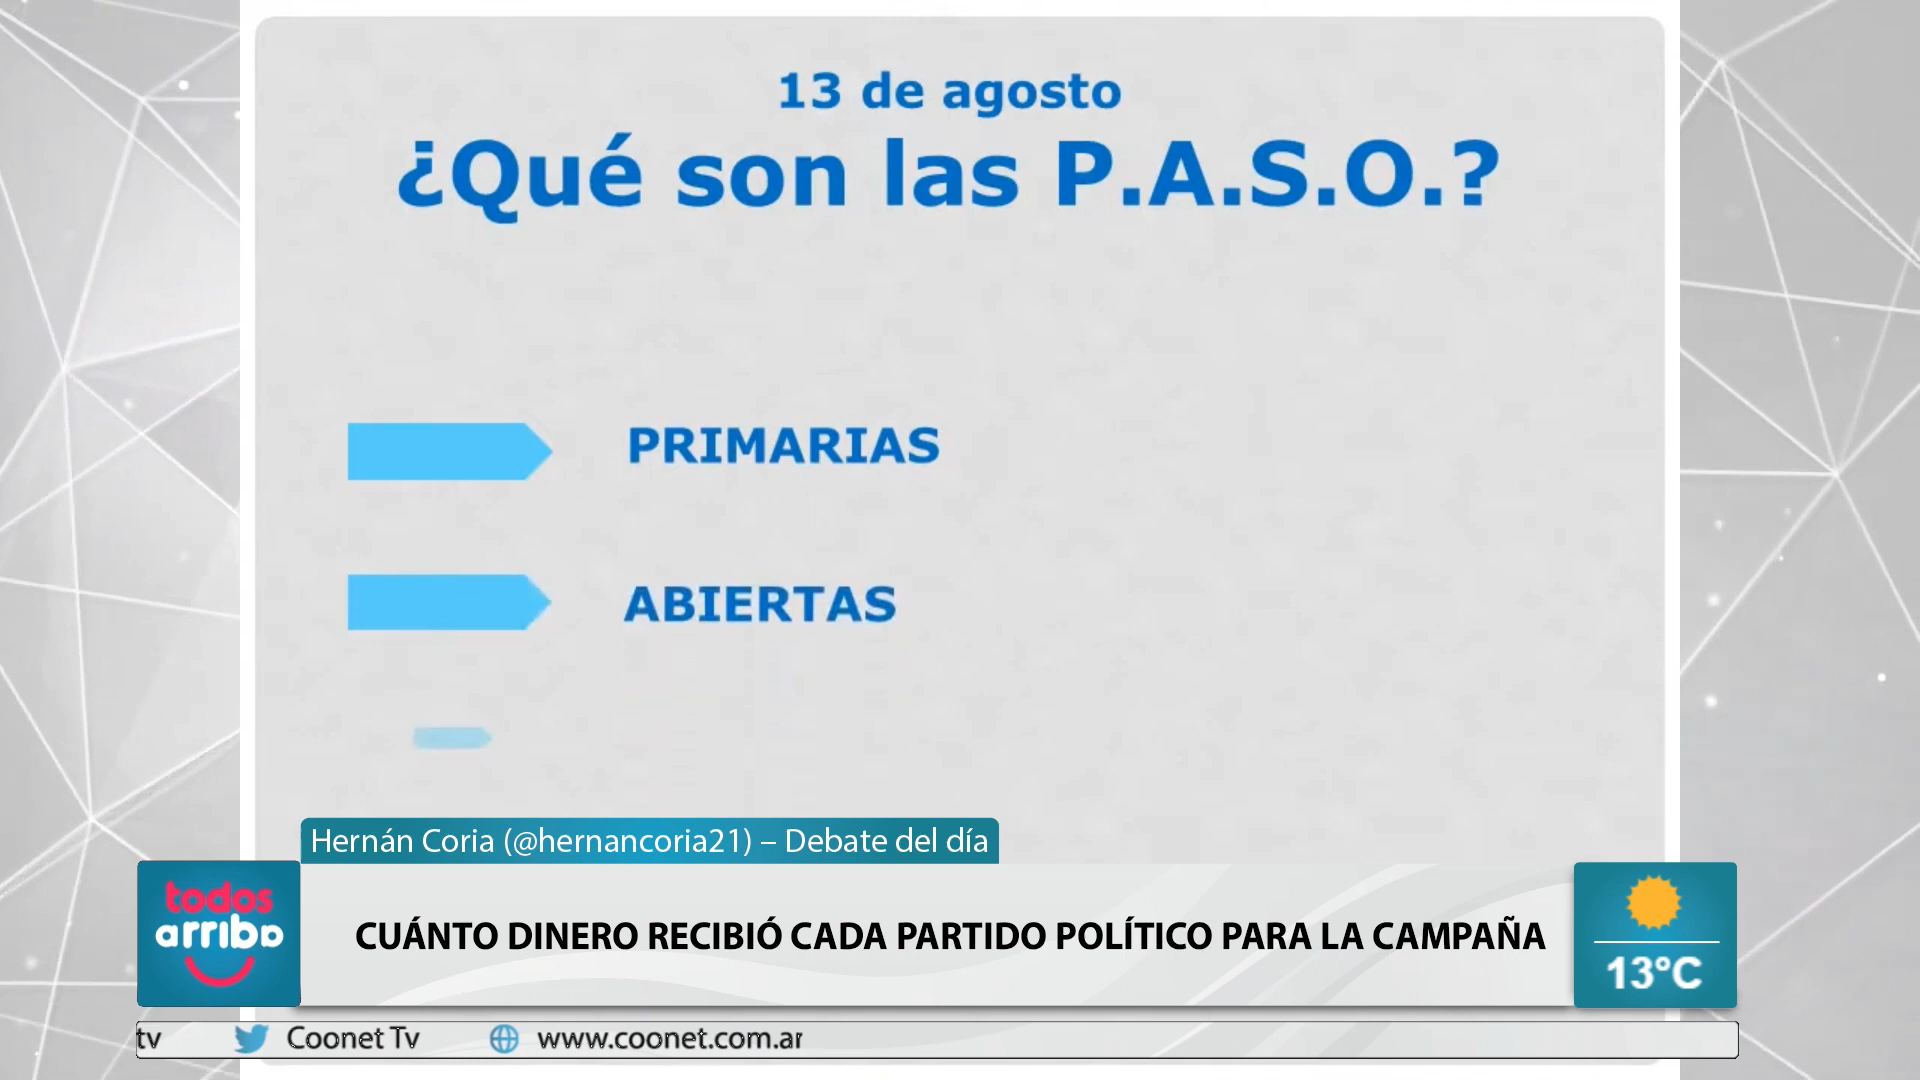 13 de agosto
¿Qué son las P.A.S.O.?
PRIMARIAS
ABIERTAS
Hernán Coria (@hernancoria21) – Debate del día
todos
arriba
CUÁNTO DINERO RECIBIÓ CADA PARTIDO POLÍTICO PARA LA CAMPAÑA
13°C
tv Coonet Tv www.coonet.com.ar